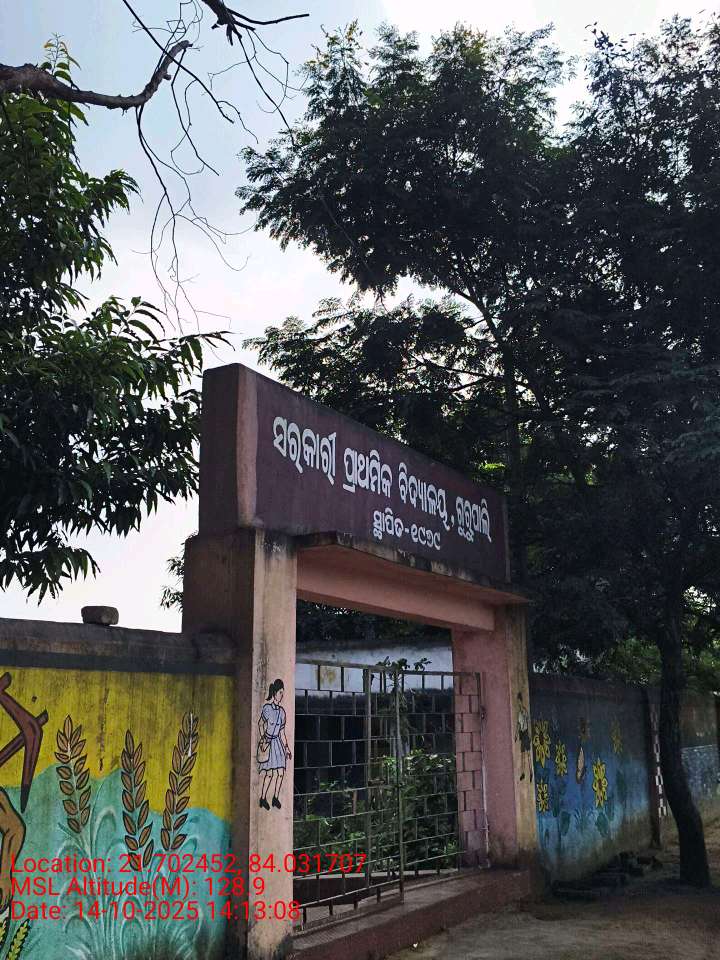 ସରକାରୀ ପ୍ରାଥମିକ ବିଦ୍ୟାଳୟ, ଗୁରୁପାଲି
ସ୍ଥାପିତ-୧୯୭୯
Location: 21.702452, 84.031707
MSL Altitude(M): 128.9
Date: 14-10-2025 14:13:08